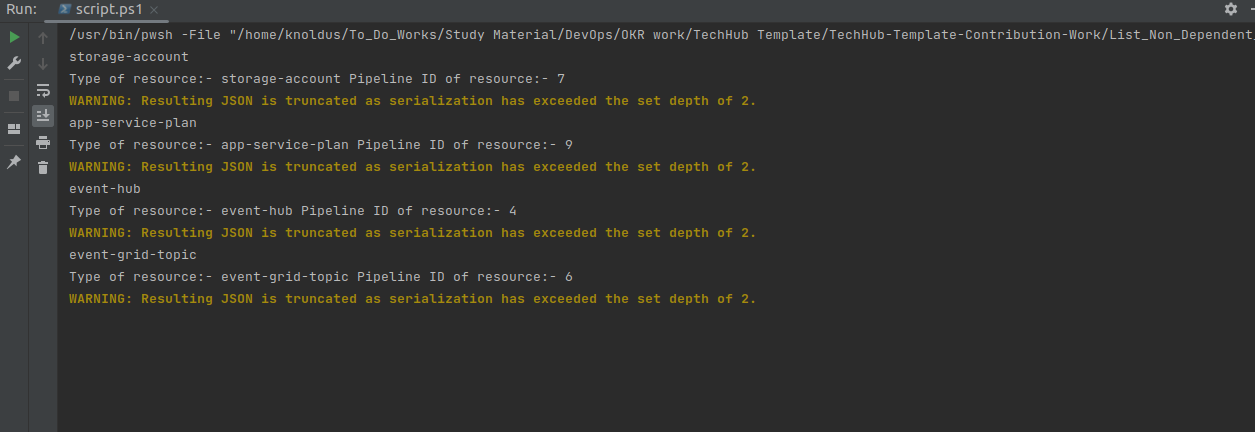 Run: script.ps1
/usr/bin/pwsh -File "/home/knoldus/To_Do_Works/Study Material/DevOps/OKR work/TechHub Template/TechHub-Template-Contribution-Work/List_Non_Dependent_
storage-account
Type of resource:- storage-account Pipeline ID of resource:- 7
WARNING: Resulting JSON is truncated as serialization has exceeded the set depth of 2.
app-service-plan
Type of resource:- app-service-plan Pipeline ID of resource:- 9
WARNING: Resulting JSON is truncated as serialization has exceeded the set depth of 2.
event-hub
Type of resource:- event-hub Pipeline ID of resource:- 4
WARNING: Resulting JSON is truncated as serialization has exceeded the set depth of 2.
event-grid-topic
Type of resource:- event-grid-topic Pipeline ID of resource:- 6
WARNING: Resulting JSON is truncated as serialization has exceeded the set depth of 2.